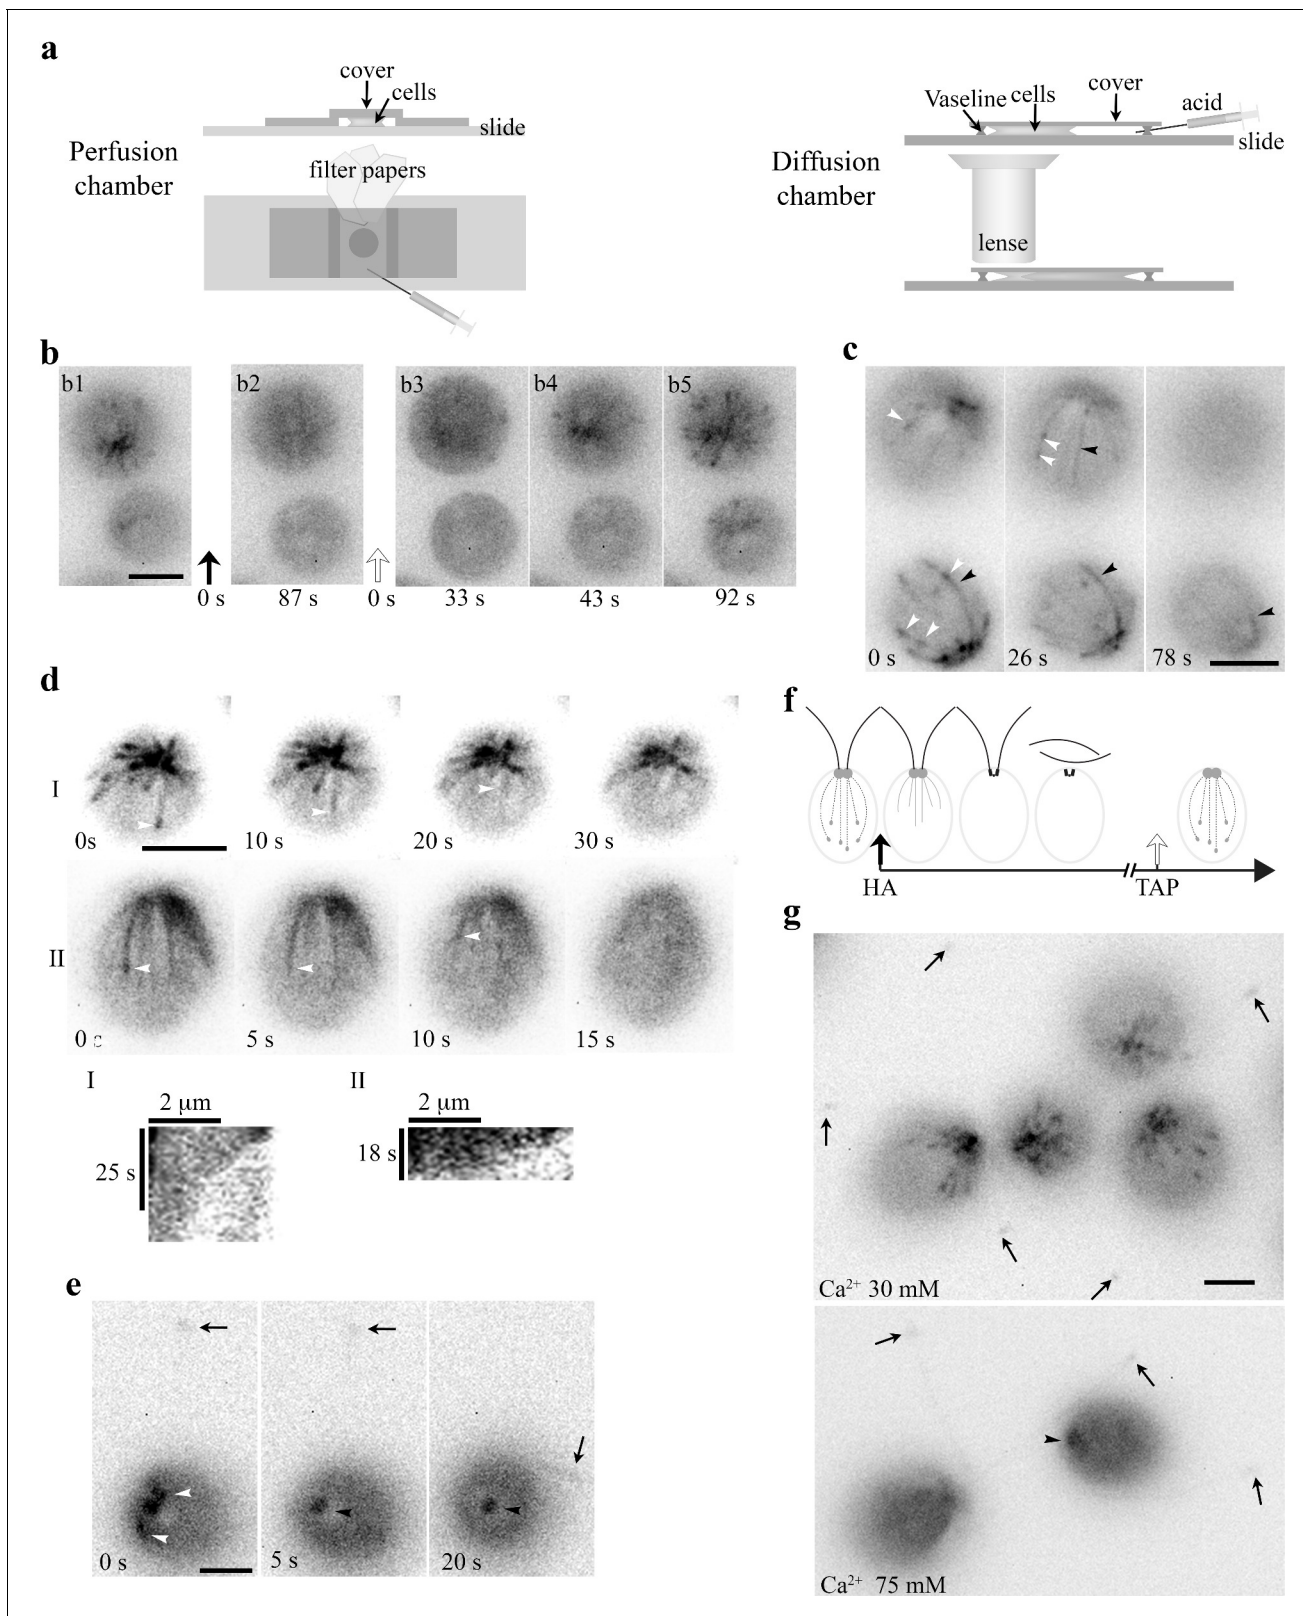 a
cover
cells
slide
Perfusion
chamber
filter papers
Vaseline
cells
cover
acid
slide
Diffusion
chamber
lense
b
b1
b2
b3
b4
b5
0 s
87 s
0 s
33 s
43 s
92 s
c
0 s
26 s
78 s
d
I
0s
10 s
20 s
30 s
II
0 s
5 s
10 s
15 s
I
2 μm
25 s
II
2 μm
18 s
e
0 s
5 s
20 s
f
HA
TAP
g
Ca²⁺ 30 mM
Ca²⁺ 75 mM